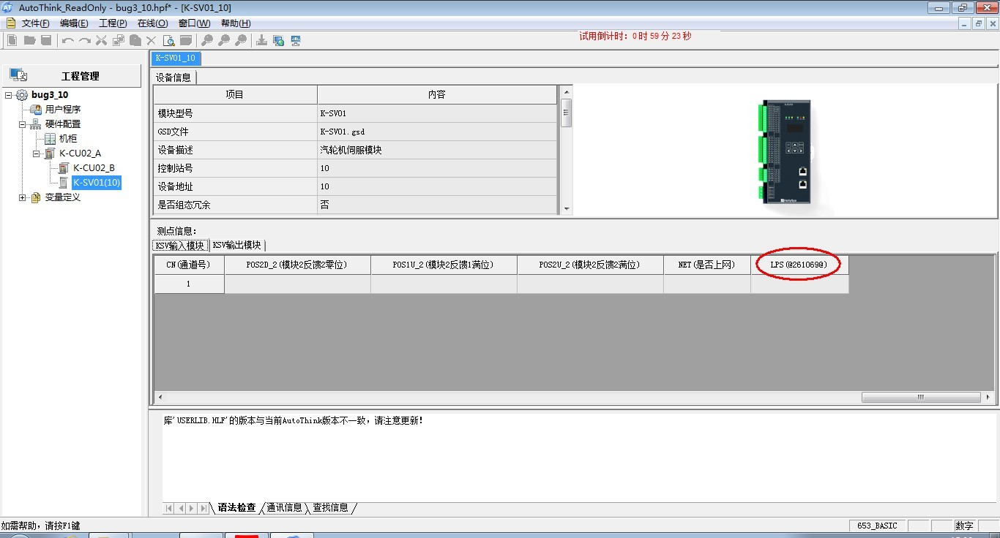 AutoThink_ReadOnly - bug3_10.hpf* - [K-SV01_10]
文件(F) 编辑(E) 工程(P) 在线(O) 窗口(W) 帮助(H)
试用倒计时：0 时 59 分 23 秒
工程管理
bug3_10
用户程序
硬件配置
机柜
K-CU02_A
K-CU02_B
K-SV01(10)
变量定义
K-SV01_10
设备信息
项目 内容
模块型号 K-SV01
GSD文件 K-SV01.gsd
设备描述 汽轮机伺服模块
控制站号 10
设备地址 10
是否组态冗余 否
测点信息：
KSV输入模块 KSV输出模块
CN(通道号) POS2D_2(模块2反馈2零位) POS1U_2(模块2反馈1满位) POS2U_2(模块2反馈2满位) NET(是否上网) LPS(@261069@)
1
库'USERLIB.HLF'的版本与当前AutoThink版本不一致，请注意更新！
语法检查 通讯信息 查找信息
如需帮助，请按F1键 653_BASIC 数字